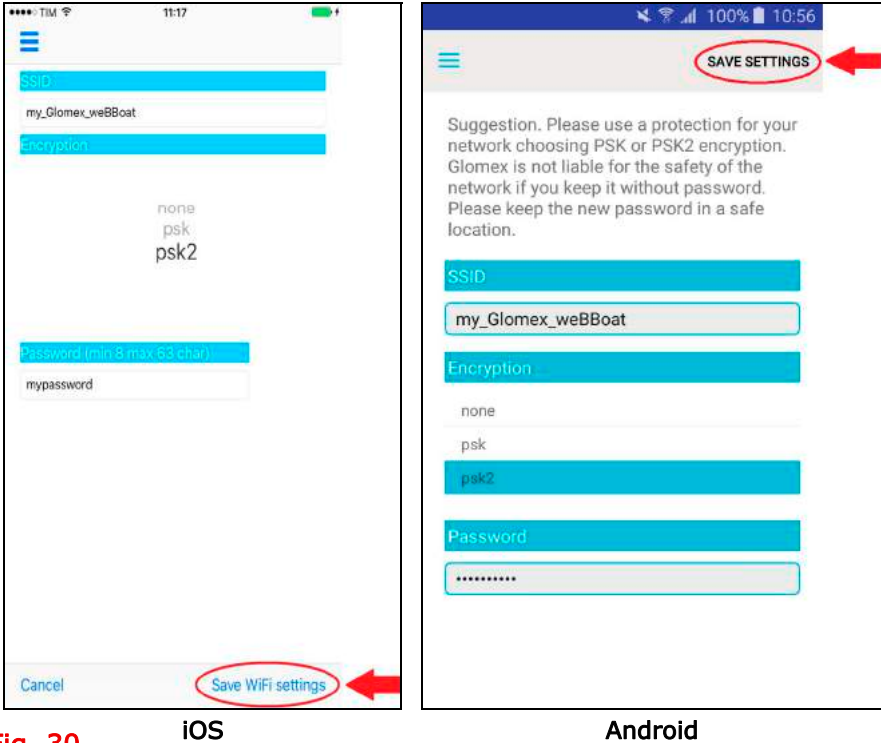 TIM 11:17
SSID
my_Glomex_weBBoat
Encryption
none
psk
psk2
Password (min 8 max 63 char)
mypassword
Cancel Save WiFi settings
100% 10:56
SAVE SETTINGS
Suggestion. Please use a protection for your
network choosing PSK or PSK2 encryption.
Glomex is not liable for the safety of the
network if you keep it without password.
Please keep the new password in a safe
location.
SSID
my_Glomex_weBBoat
Encryption
none
psk
psk2
Password
••••••••••
iOS Android
Fig. 30